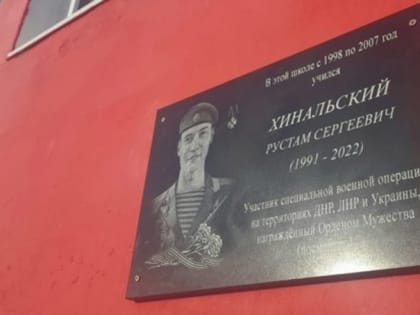 В этой школе с 1998 по 2007 год
учился
ХИНАЛЬСКИЙ
РУСТАМ СЕРГЕЕВИЧ
(1991 - 2022)
Участник специальной военной операци
на территориях ДНР, ЛНР и Украины,
награждённый Орденом Мужества